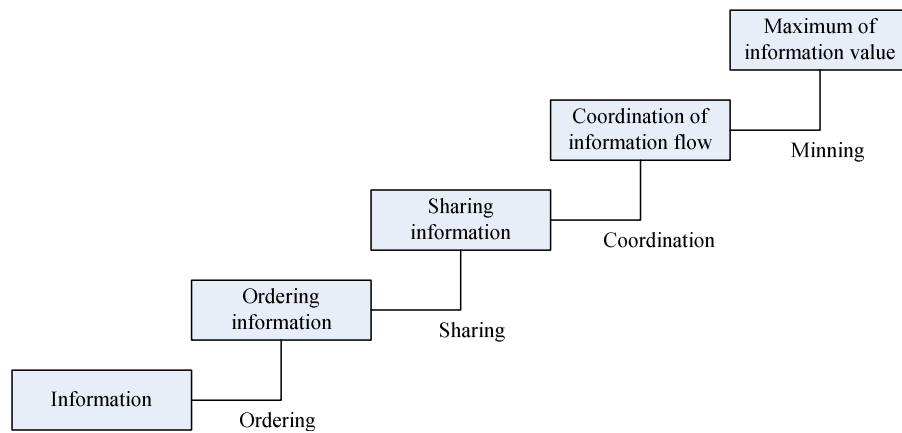 Maximum of
information value
Coordination of
information flow
Minning
Sharing
information
Coordination
Ordering
information
Sharing
Information
Ordering